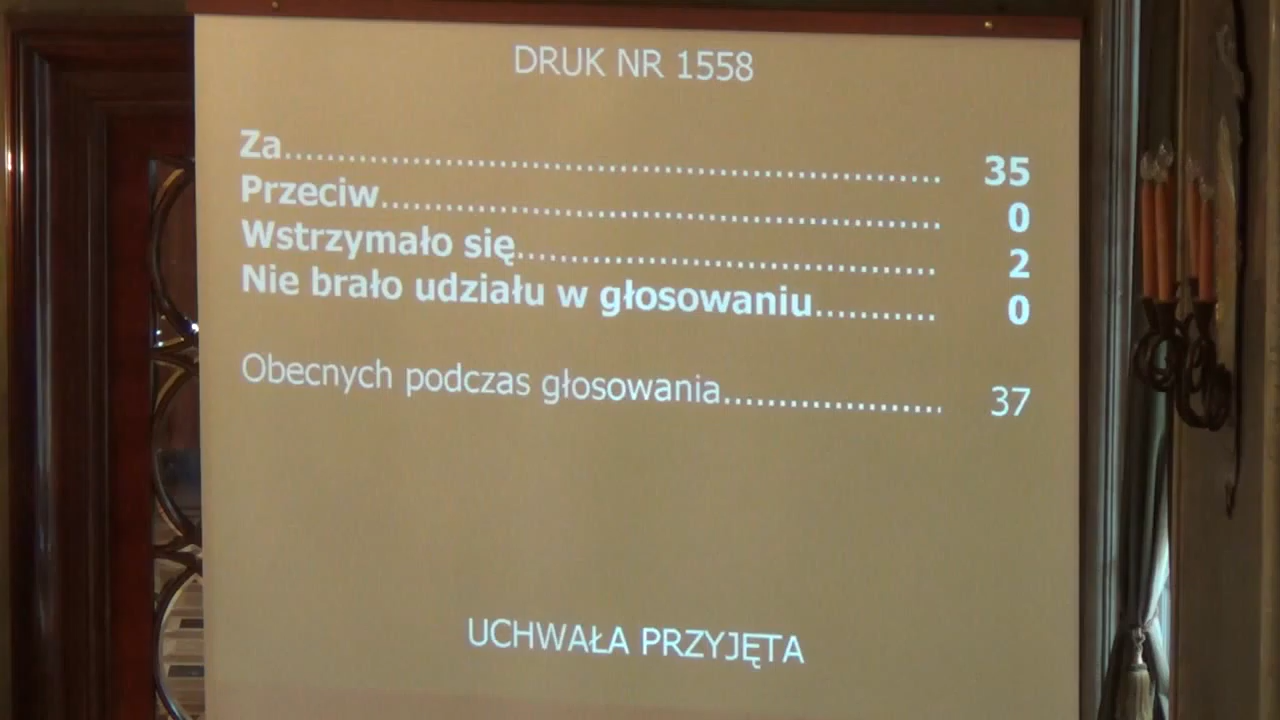 DRUK NR 1558
Za.......................................................... 35
Przeciw.................................................. 0
Wstrzymało się..................................... 2
Nie brało udziału w głosowaniu........... 0
Obecnych podczas głosowania.................... 37
UCHWAŁA PRZYJĘTA